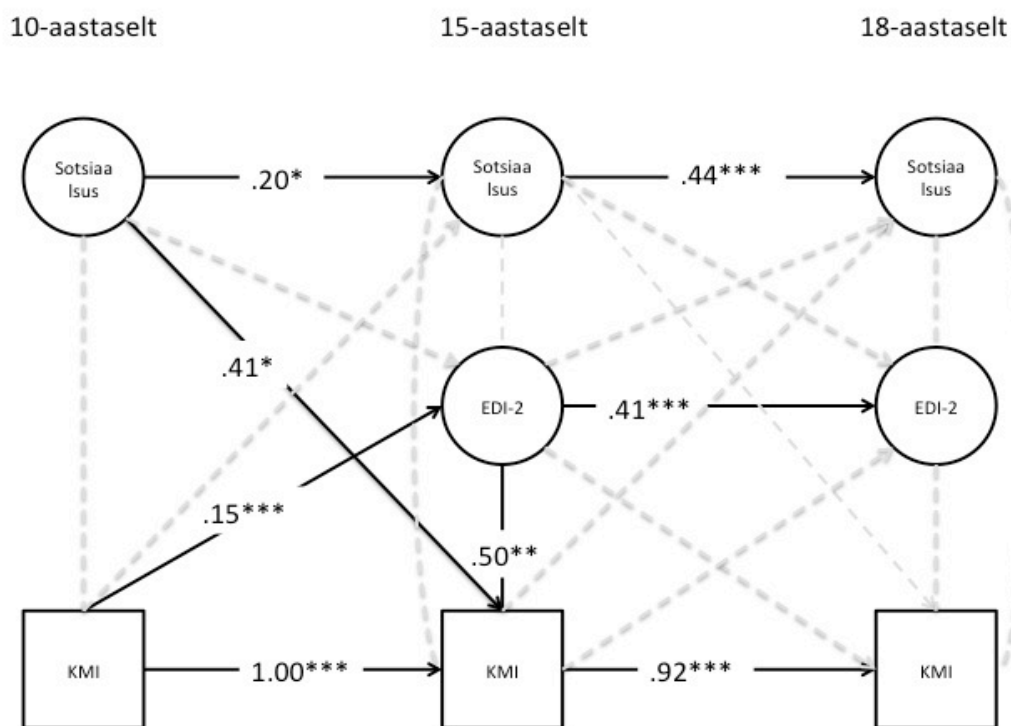 10-aastaselt
15-aastaselt
18-aastaselt
Sotsiaa
lsus
.20*
Sotsiaa
lsus
.44***
Sotsiaa
lsus
.41*
EDI-2
.41***
EDI-2
.15***
.50**
KMI
1.00***
KMI
.92***
KMI